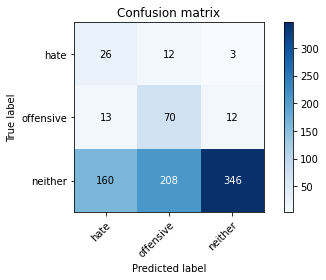 Confusion matrix
hate 26 12 3
offensive 13 70 12
neither 160 208 346
hate offensive neither
True label
Predicted label
300
250
200
150
100
50